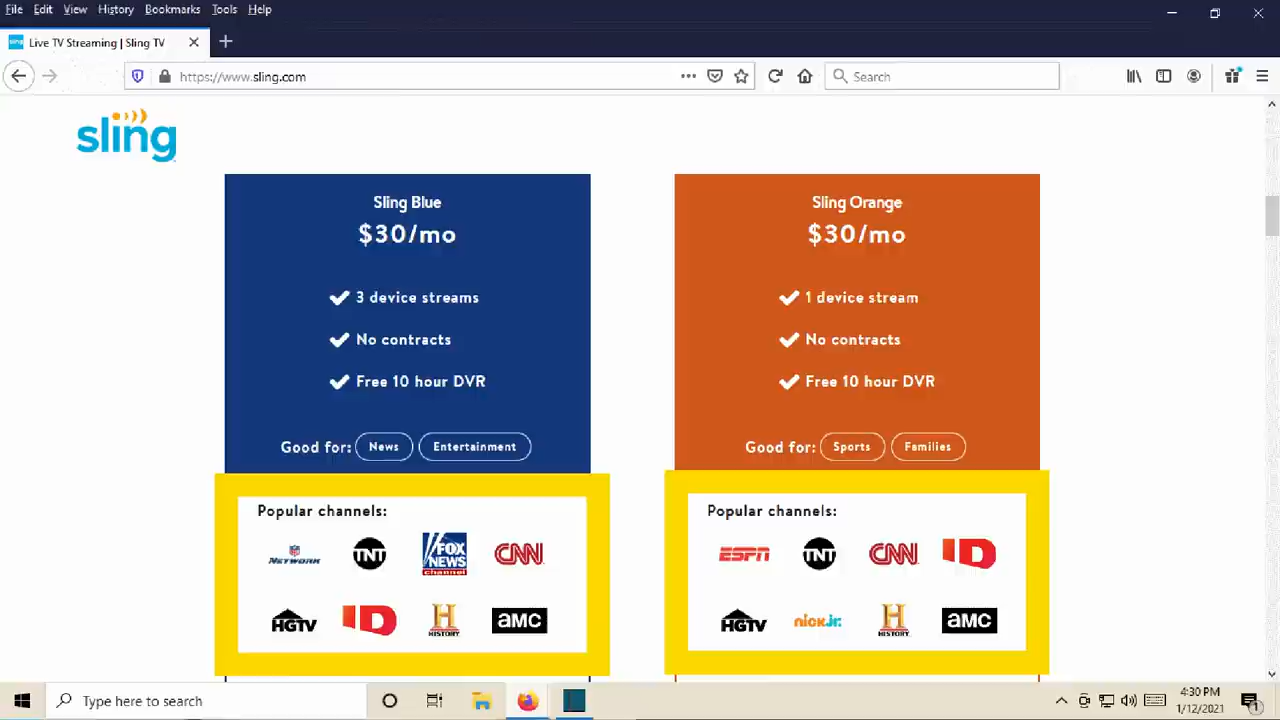 File Edit View History Bookmarks Tools Help
Live TV Streaming | Sling TV
https://www.sling.com
Search
sling
Sling Blue
$30/mo
3 device streams
No contracts
Free 10 hour DVR
Good for: News Entertainment
Popular channels:
NFL NETWORK TNT FOX NEWS channel CNN
HGTV ID H HISTORY aMC
Sling Orange
$30/mo
1 device stream
No contracts
Free 10 hour DVR
Good for: Sports Families
Popular channels:
ESPN TNT CNN ID
HGTV nick jr. H HISTORY aMC
Type here to search
4:30 PM
1/12/2021
1